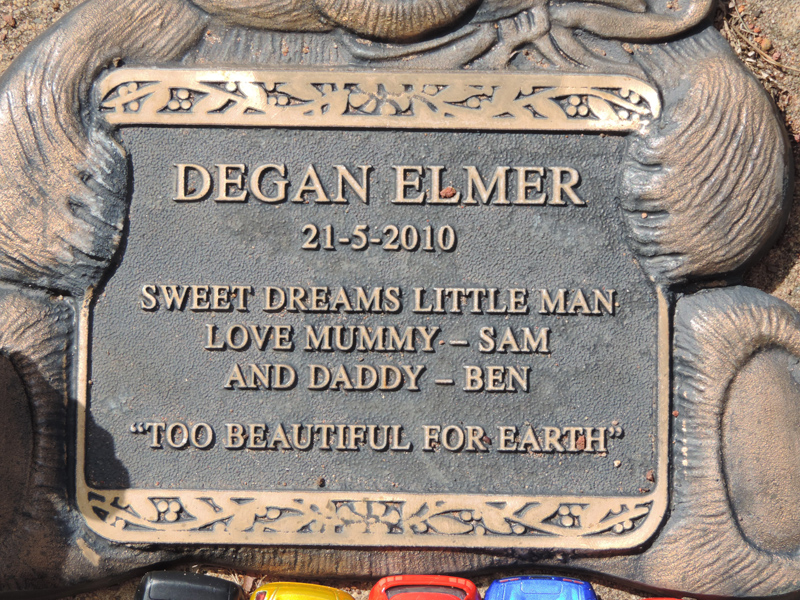 DEGAN ELMER
21-5-2010
SWEET DREAMS LITTLE MAN
LOVE MUMMY – SAM
AND DADDY – BEN
“TOO BEAUTIFUL FOR EARTH”